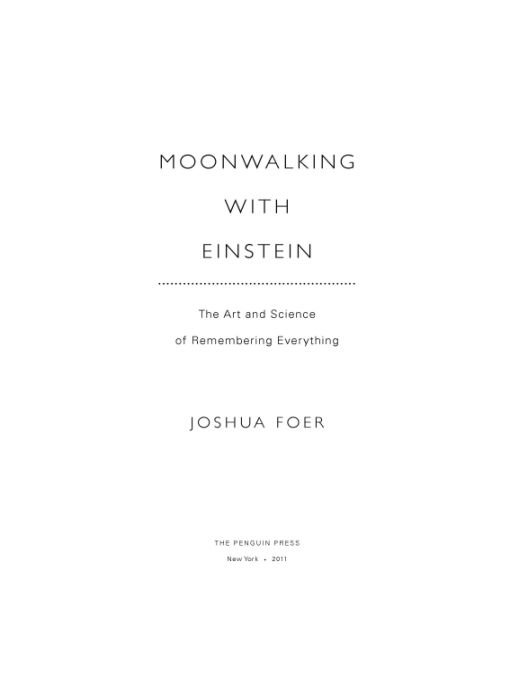 MOONWALKING
WITH
EINSTEIN
The Art and Science
of Remembering Everything
JOSHUA FOER
THE PENGUIN PRESS
New York • 2011